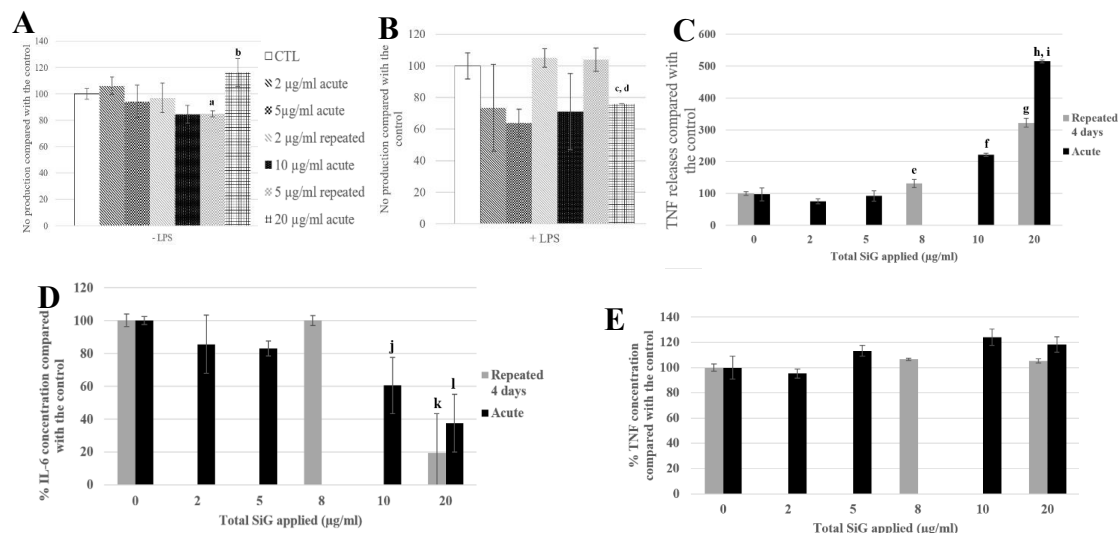 A
No production compared with the control
140
120
100
80
60
40
20
0
a
b
- LPS
CTL
2 µg/ml acute
5µg/ml acute
2 µg/ml repeated
10 µg/ml acute
5 µg/ml repeated
20 µg/ml acute
B
No production compared with the
control
120
100
80
60
40
20
0
c, d
+ LPS
C
TNF releases compared with
the control
600
500
400
300
200
100
0
e
f
g
h, i
0
2
5
8
10
20
Total SiG applied (µg/ml)
Repeated
4 days
Acute
D
% IL-6 concentration compared
with the control
120
100
80
60
40
20
0
j
k
l
0
2
5
8
10
20
Total SiG applied (µg/ml)
Repeated
4 days
Acute
E
% TNF concentration
compared with the control
140
120
100
80
60
40
20
0
0
2
5
8
10
20
Total SiG applied (µg/ml)